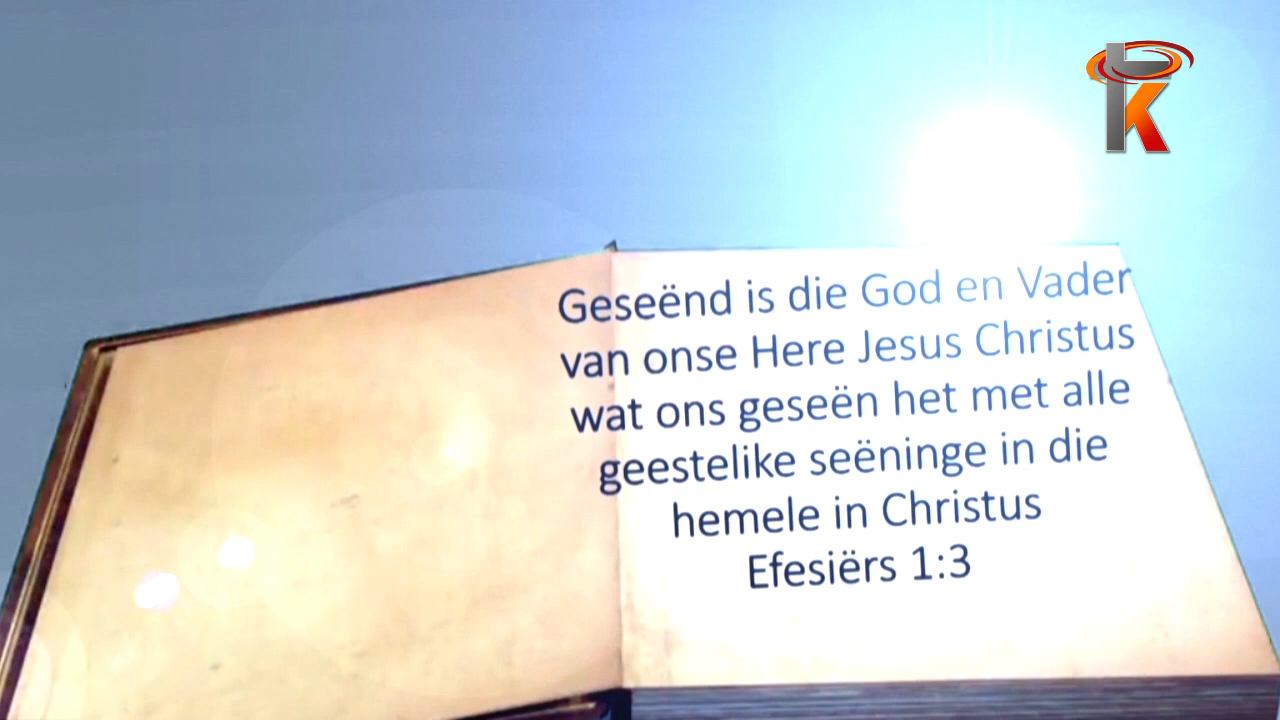 Geseënd is die God en Vader
van onse Here Jesus Christus
wat ons geseën het met alle
geestelike seëninge in die
hemele in Christus
Efesiërs 1:3
k